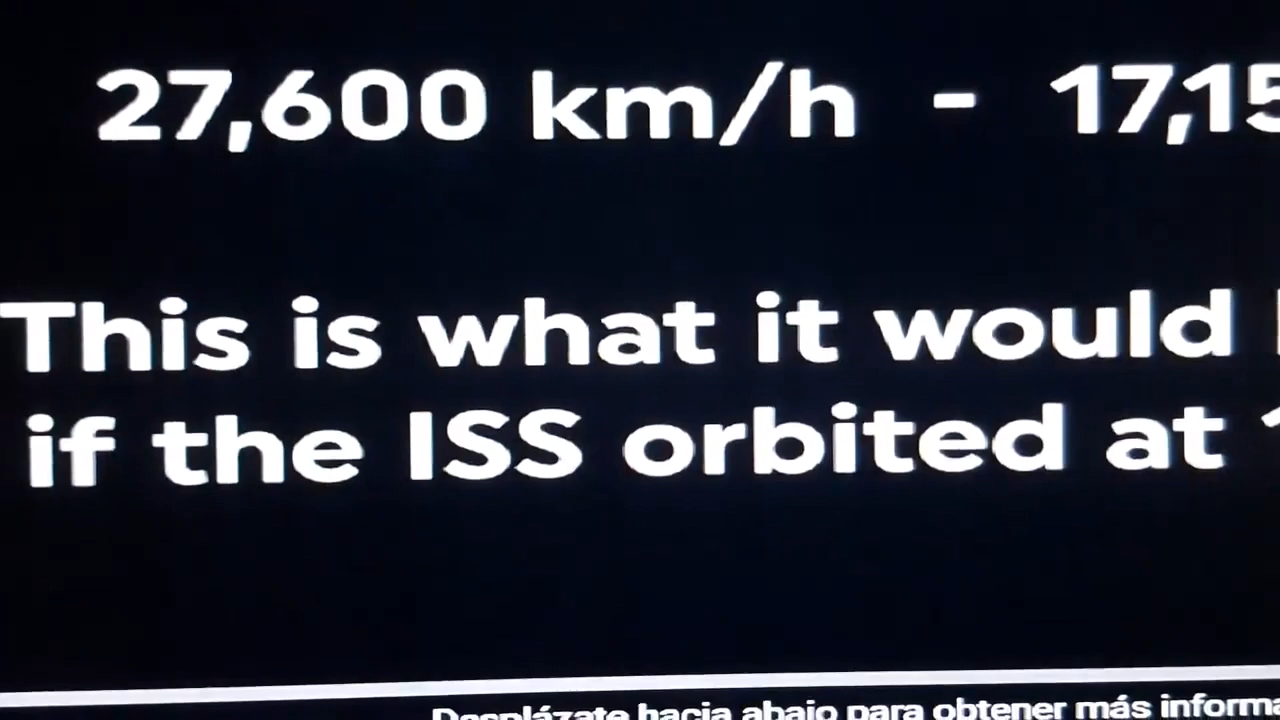 27,600 km/h - 17,15
This is what it would
if the ISS orbited at
Desplázate hacia abajo para obtener más informa